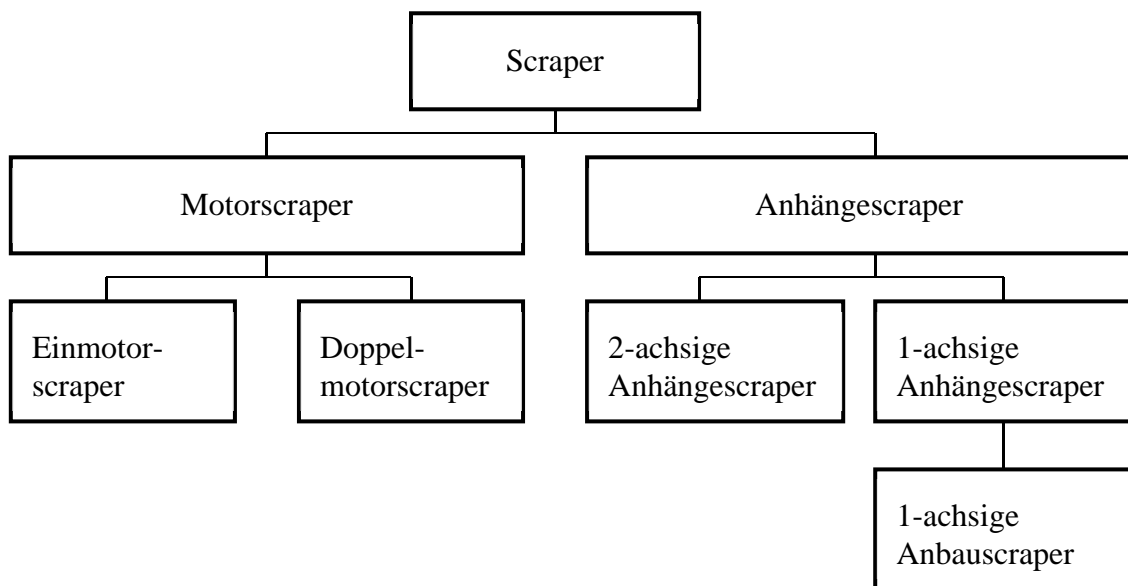 Scraper
Motorscraper
Anhängescraper
Einmotor-
scraper
Doppel-
motorscraper
2-achsige
Anhängescraper
1-achsige
Anhängescraper
1-achsige
Anbauscraper